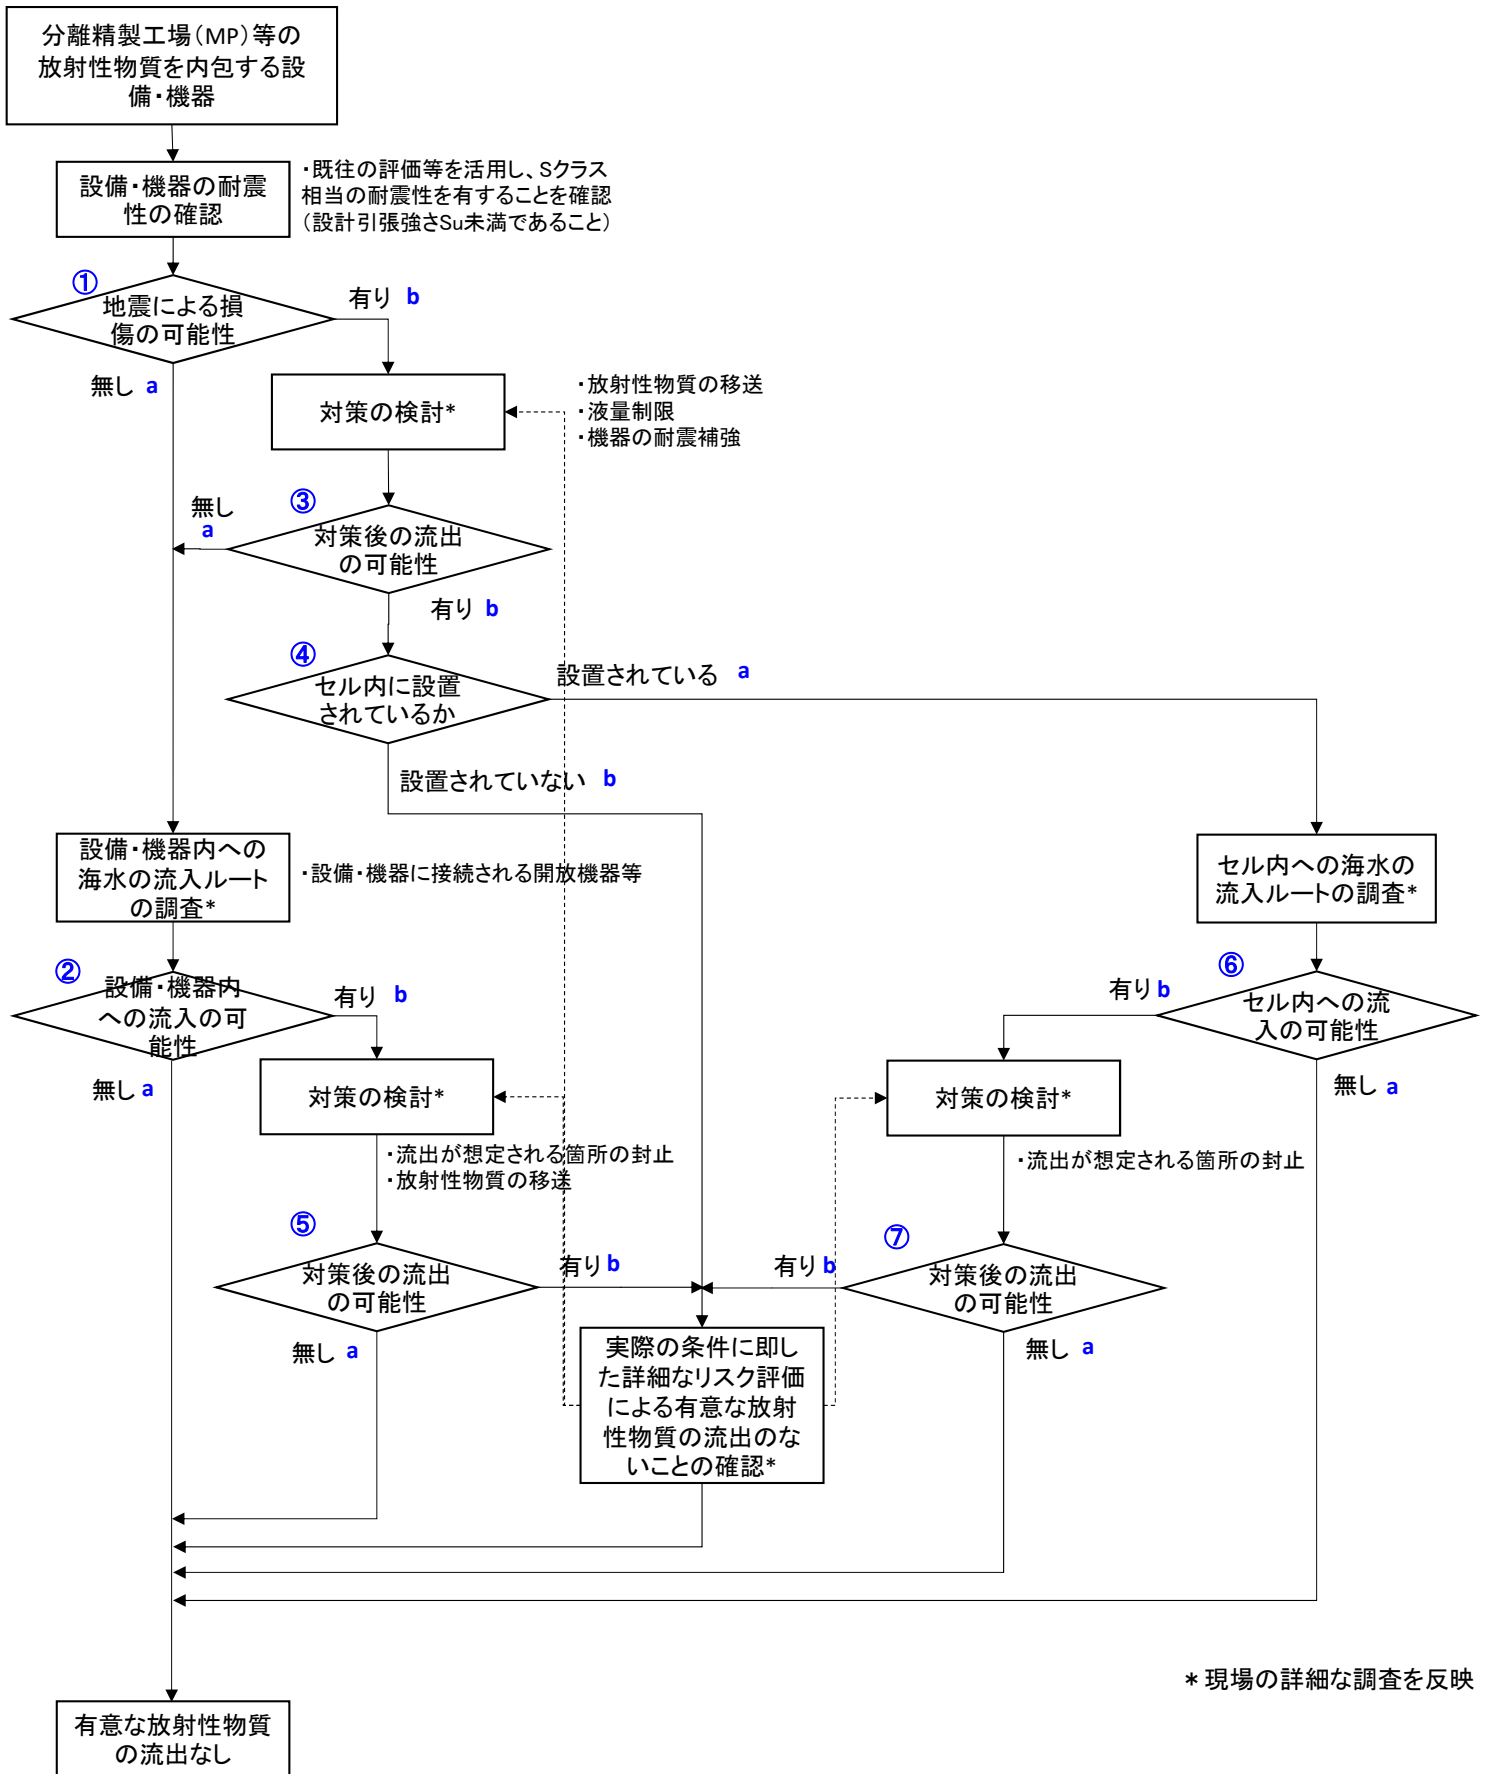 分離精製工場(MP)等の
放射性物質を内包する設
備・機器
設備・機器の耐震
性の確認
・既往の評価等を活用し、Sクラス
相当の耐震性を有することを確認
(設計引張強さSu未満であること)
①
地震による損
傷の可能性
有り b
無し a
対策の検討*
・放射性物質の移送
・液量制限
・機器の耐震補強
③
対策後の流出
の可能性
無し
a
有り b
④
セル内に設置
されているか
設置されている a
設置されていない b
設備・機器内への
海水の流入ルート
の調査*
・設備・機器に接続される開放機器等
セル内への海水の
流入ルートの調査*
②
設備・機器内
への流入の可
能性
有り b
無し a
⑥
セル内への流
入の可能性
有り b
無し a
対策の検討*
・流出が想定される箇所の封止
・放射性物質の移送
対策の検討*
・流出が想定される箇所の封止
⑤
対策後の流出
の可能性
有り b
無し a
⑦
対策後の流出
の可能性
有り b
無し a
実際の条件に即し
た詳細なリスク評価
による有意な放射
性物質の流出のな
いことの確認*
* 現場の詳細な調査を反映
有意な放射性物質
の流出なし